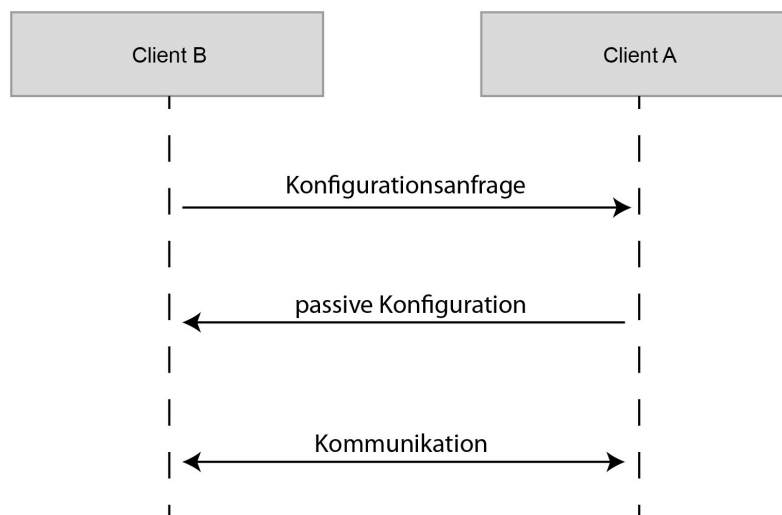 Client B
Client A
Konfigurationsanfrage
passive Konfiguration
Kommunikation